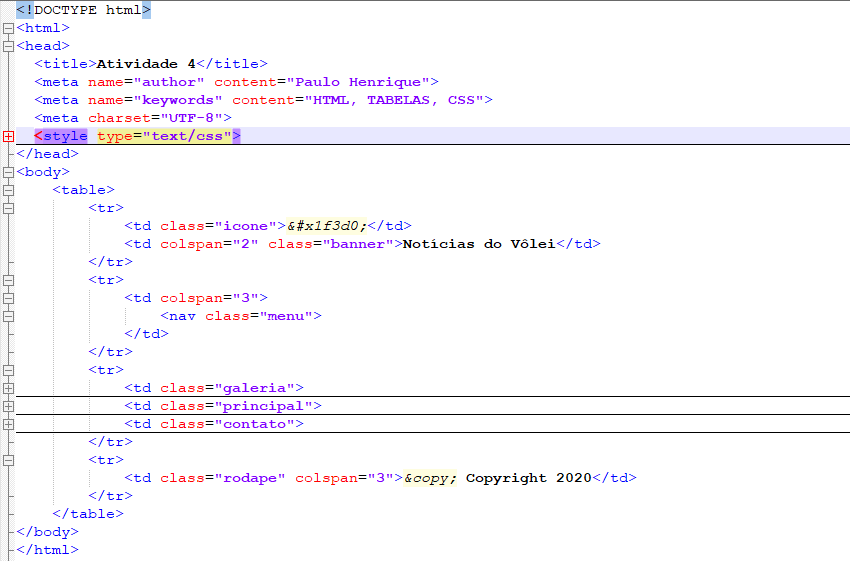 <!DOCTYPE html>
<html>
<head>
  <title>Atividade 4</title>
  <meta name="author" content="Paulo Henrique">
  <meta name="keywords" content="HTML, TABELAS, CSS">
  <meta charset="UTF-8">
  <style type="text/css">
</head>
<body>
    <table>
        <tr>
            <td class="icone">&#x1f3d0;</td>
            <td colspan="2" class="banner">Notícias do Vôlei</td>
        </tr>
        <tr>
            <td colspan="3">
                <nav class="menu">
            </td>
        </tr>
        <tr>
            <td class="galeria">
            <td class="principal">
            <td class="contato">
        </tr>
        <tr>
            <td class="rodape" colspan="3">&copy; Copyright 2020</td>
        </tr>
    </table>
</body>
</html>